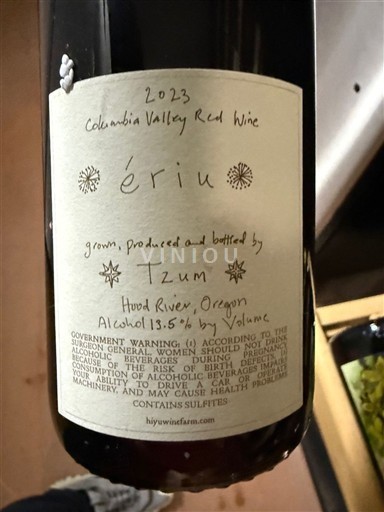 2023
Columbia Valley Red Wine
ériu
grown, produced and bottled by
VINIOU
Tzum
Hood River, Oregon
Alcohol 13.5% by Volume
GOVERNMENT WARNING: (1) ACCORDING TO THE
SURGEON GENERAL, WOMEN SHOULD NOT DRINK
ALCOHOLIC BEVERAGES DURING PREGNANCY
BECAUSE OF THE RISK OF BIRTH DEFECTS. (2)
CONSUMPTION OF ALCOHOLIC BEVERAGES IMPAIRS
YOUR ABILITY TO DRIVE A CAR OR OPERATE
MACHINERY, AND MAY CAUSE HEALTH PROBLEMS
CONTAINS SULFITES
hiyuwinefarm.com